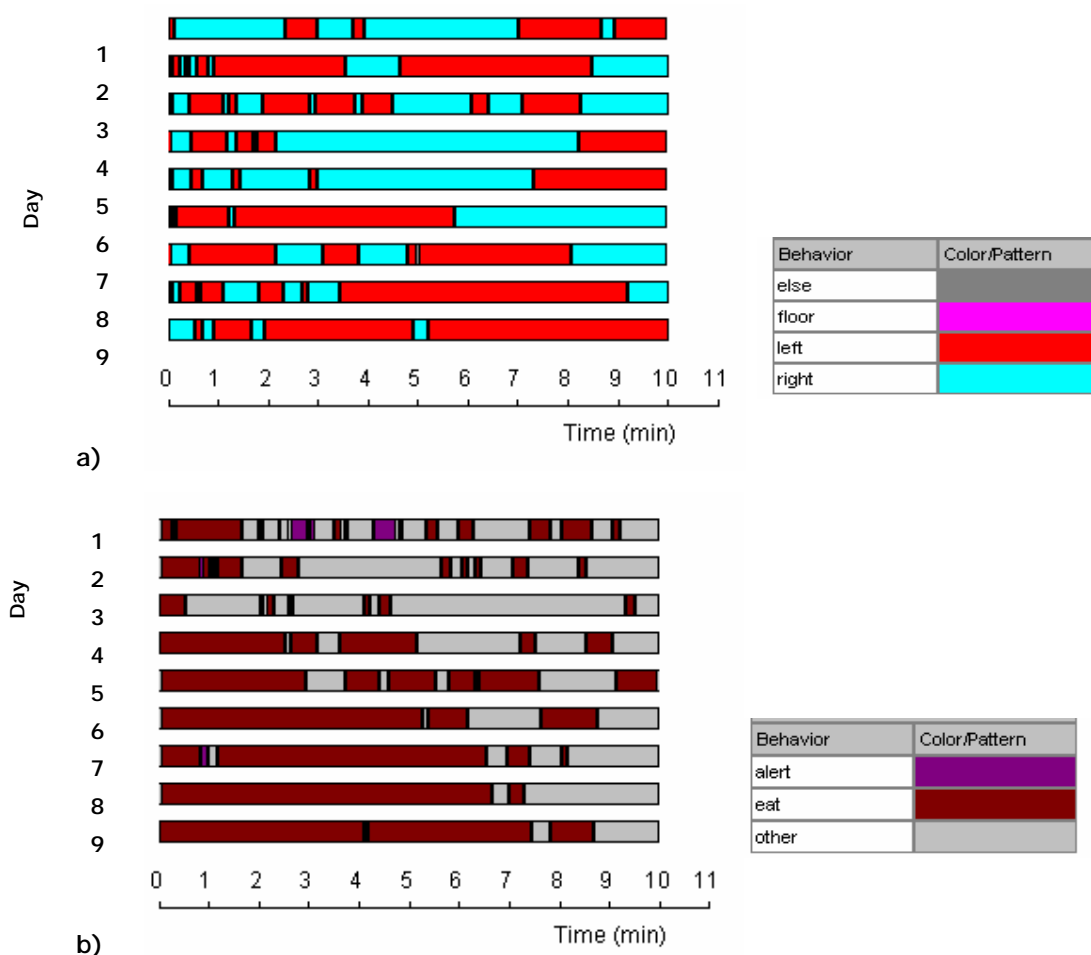 Day
1
2
3
4
5
6
7
8
9
0 1 2 3 4 5 6 7 8 9 10 11
Time (min)
a)
Behavior Color/Pattern
else
floor
left
right
Day
1
2
3
4
5
6
7
8
9
0 1 2 3 4 5 6 7 8 9 10 11
Time (min)
b)
Behavior Color/Pattern
alert
eat
other